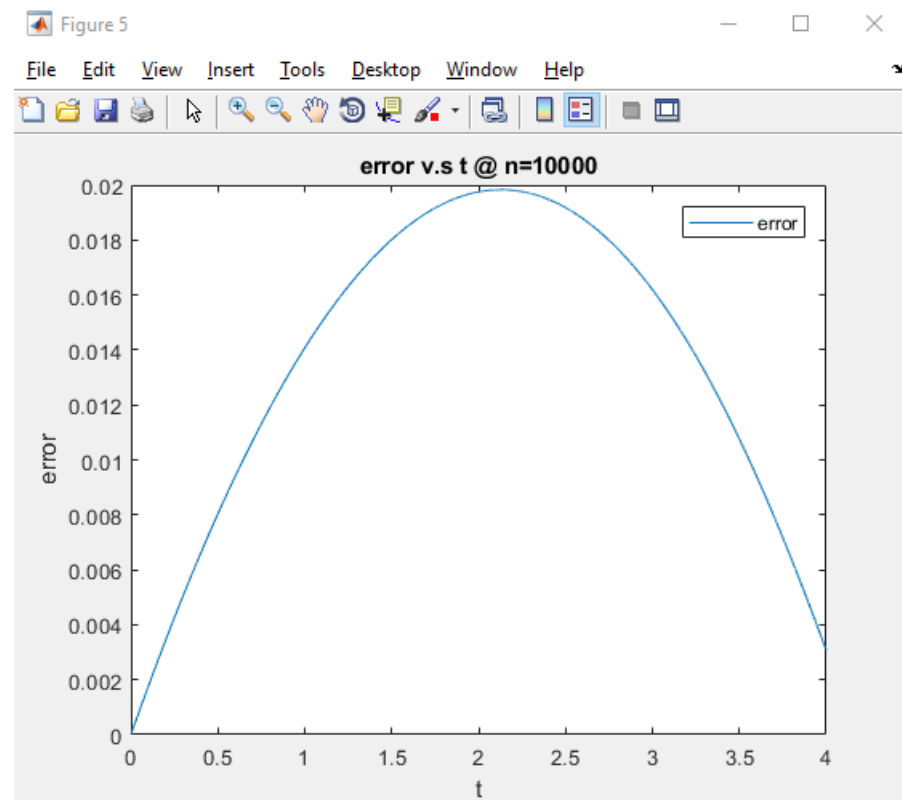 Figure 5
File Edit View Insert Tools Desktop Window Help
error v.s t @ n=10000
error
0.02
0.018
0.016
0.014
0.012
0.01
0.008
0.006
0.004
0.002
0
error
0 0.5 1 1.5 2 2.5 3 3.5 4
t